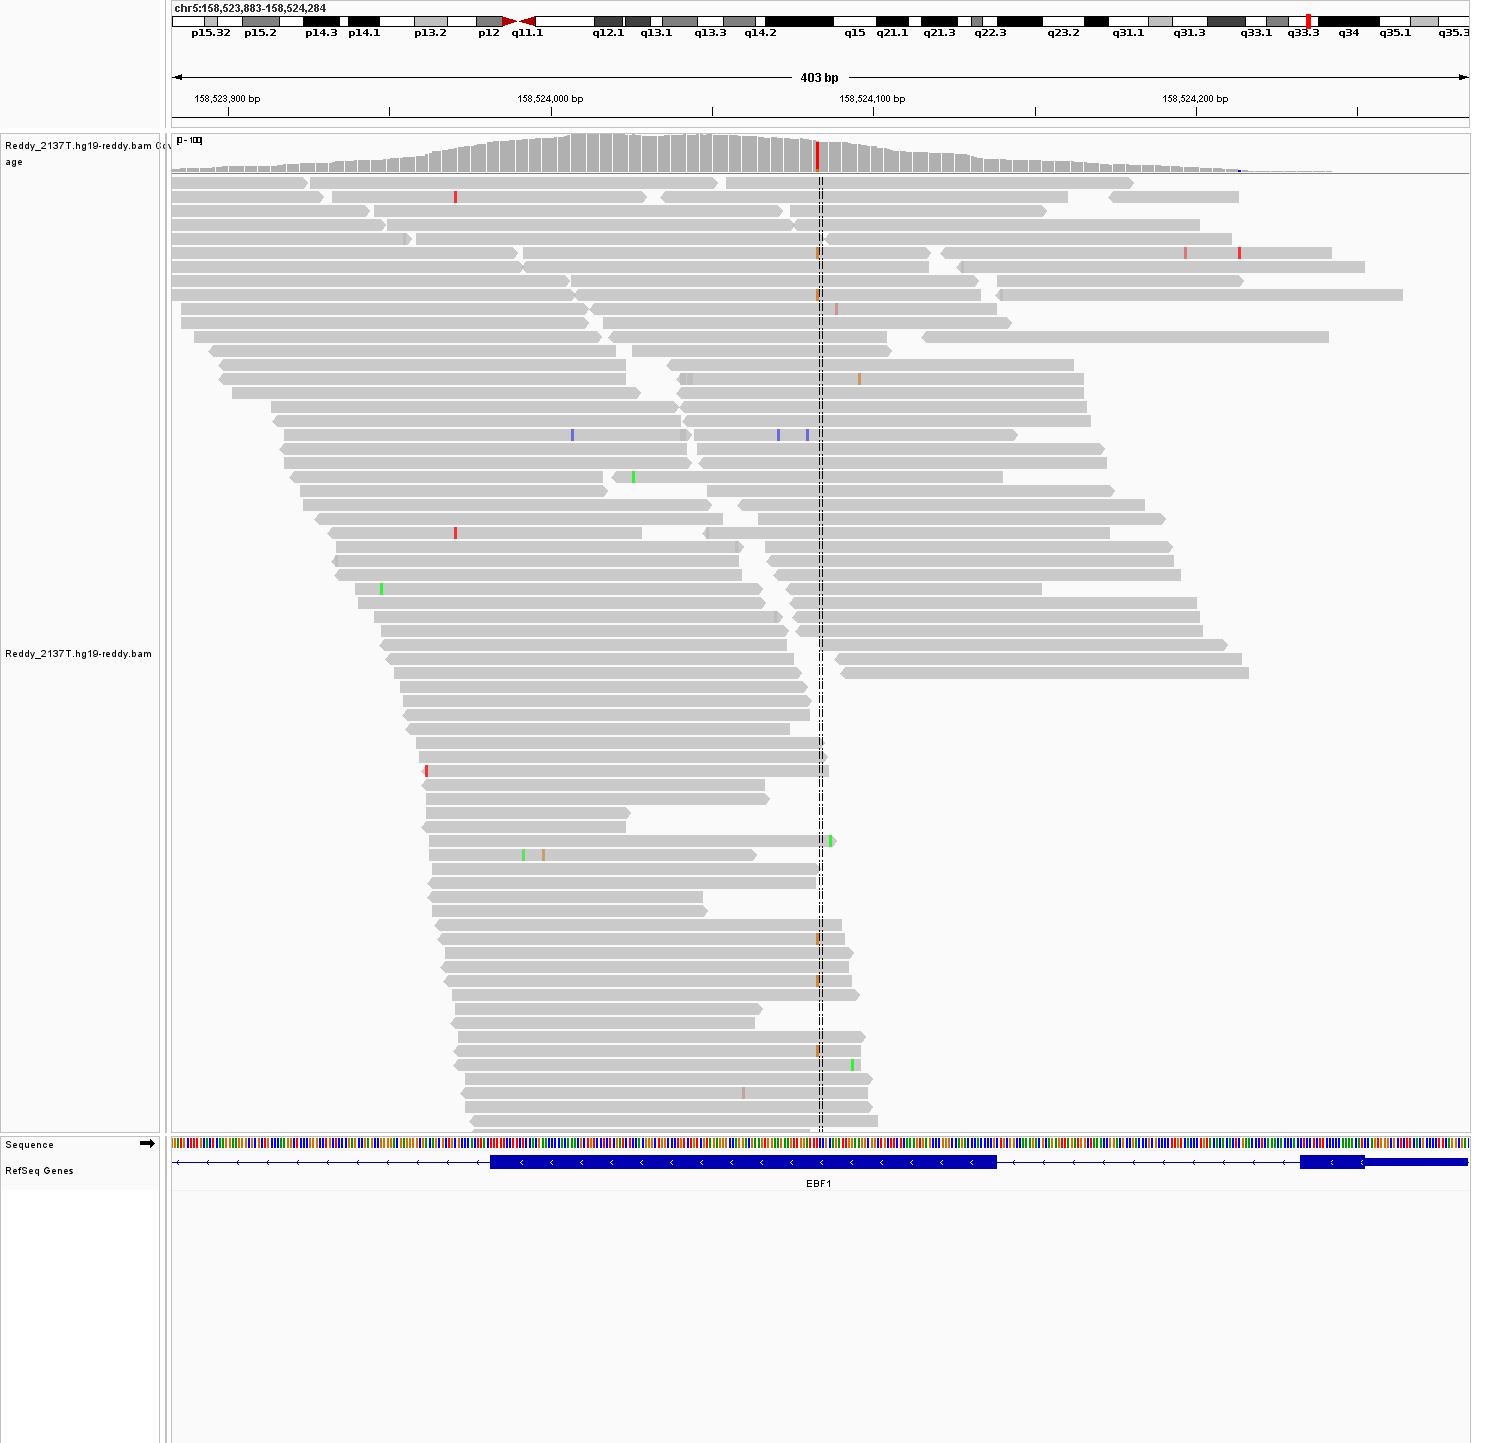 chr5:158,523,883-158,524,284
p15.32 p15.2 p14.3 p14.1 p13.2 p12 q11.1 q12.1 q13.1 q13.3 q14.2 q15 q21.1 q21.3 q22.3 q23.2 q31.1 q31.3 q33.1 q33.3 q34 q35.1 q35.3
403 bp
158,523,900 bp 158,524,000 bp 158,524,100 bp 158,524,200 bp
[0 - 100]
Reddy_2137T.hg19-reddy.bam Cov
age
Reddy_2137T.hg19-reddy.bam
Sequence
RefSeq Genes
EBF1